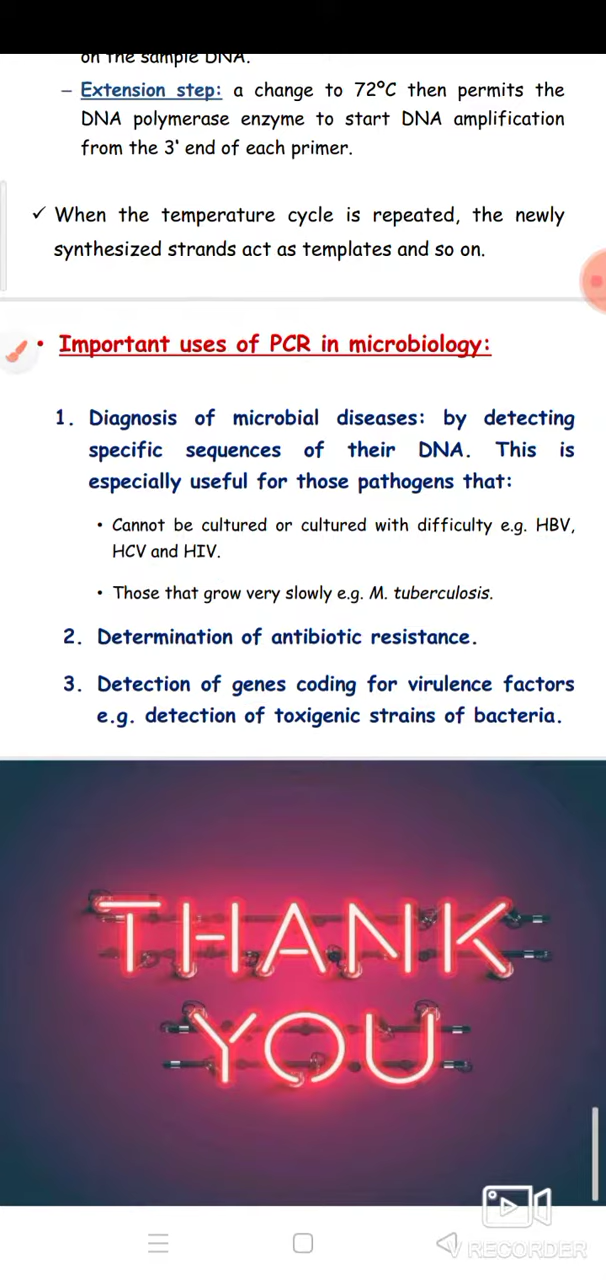 on the sample DNA.
– Extension step: a change to 72°C then permits the
DNA polymerase enzyme to start DNA amplification
from the 3' end of each primer.
✓ When the temperature cycle is repeated, the newly
synthesized strands act as templates and so on.
• Important uses of PCR in microbiology:
1. Diagnosis of microbial diseases: by detecting
specific sequences of their DNA. This is
especially useful for those pathogens that:
• Cannot be cultured or cultured with difficulty e.g. HBV,
HCV and HIV.
• Those that grow very slowly e.g. M. tuberculosis.
2. Determination of antibiotic resistance.
3. Detection of genes coding for virulence factors
e.g. detection of toxigenic strains of bacteria.
THANK
YOU
V RECORDER